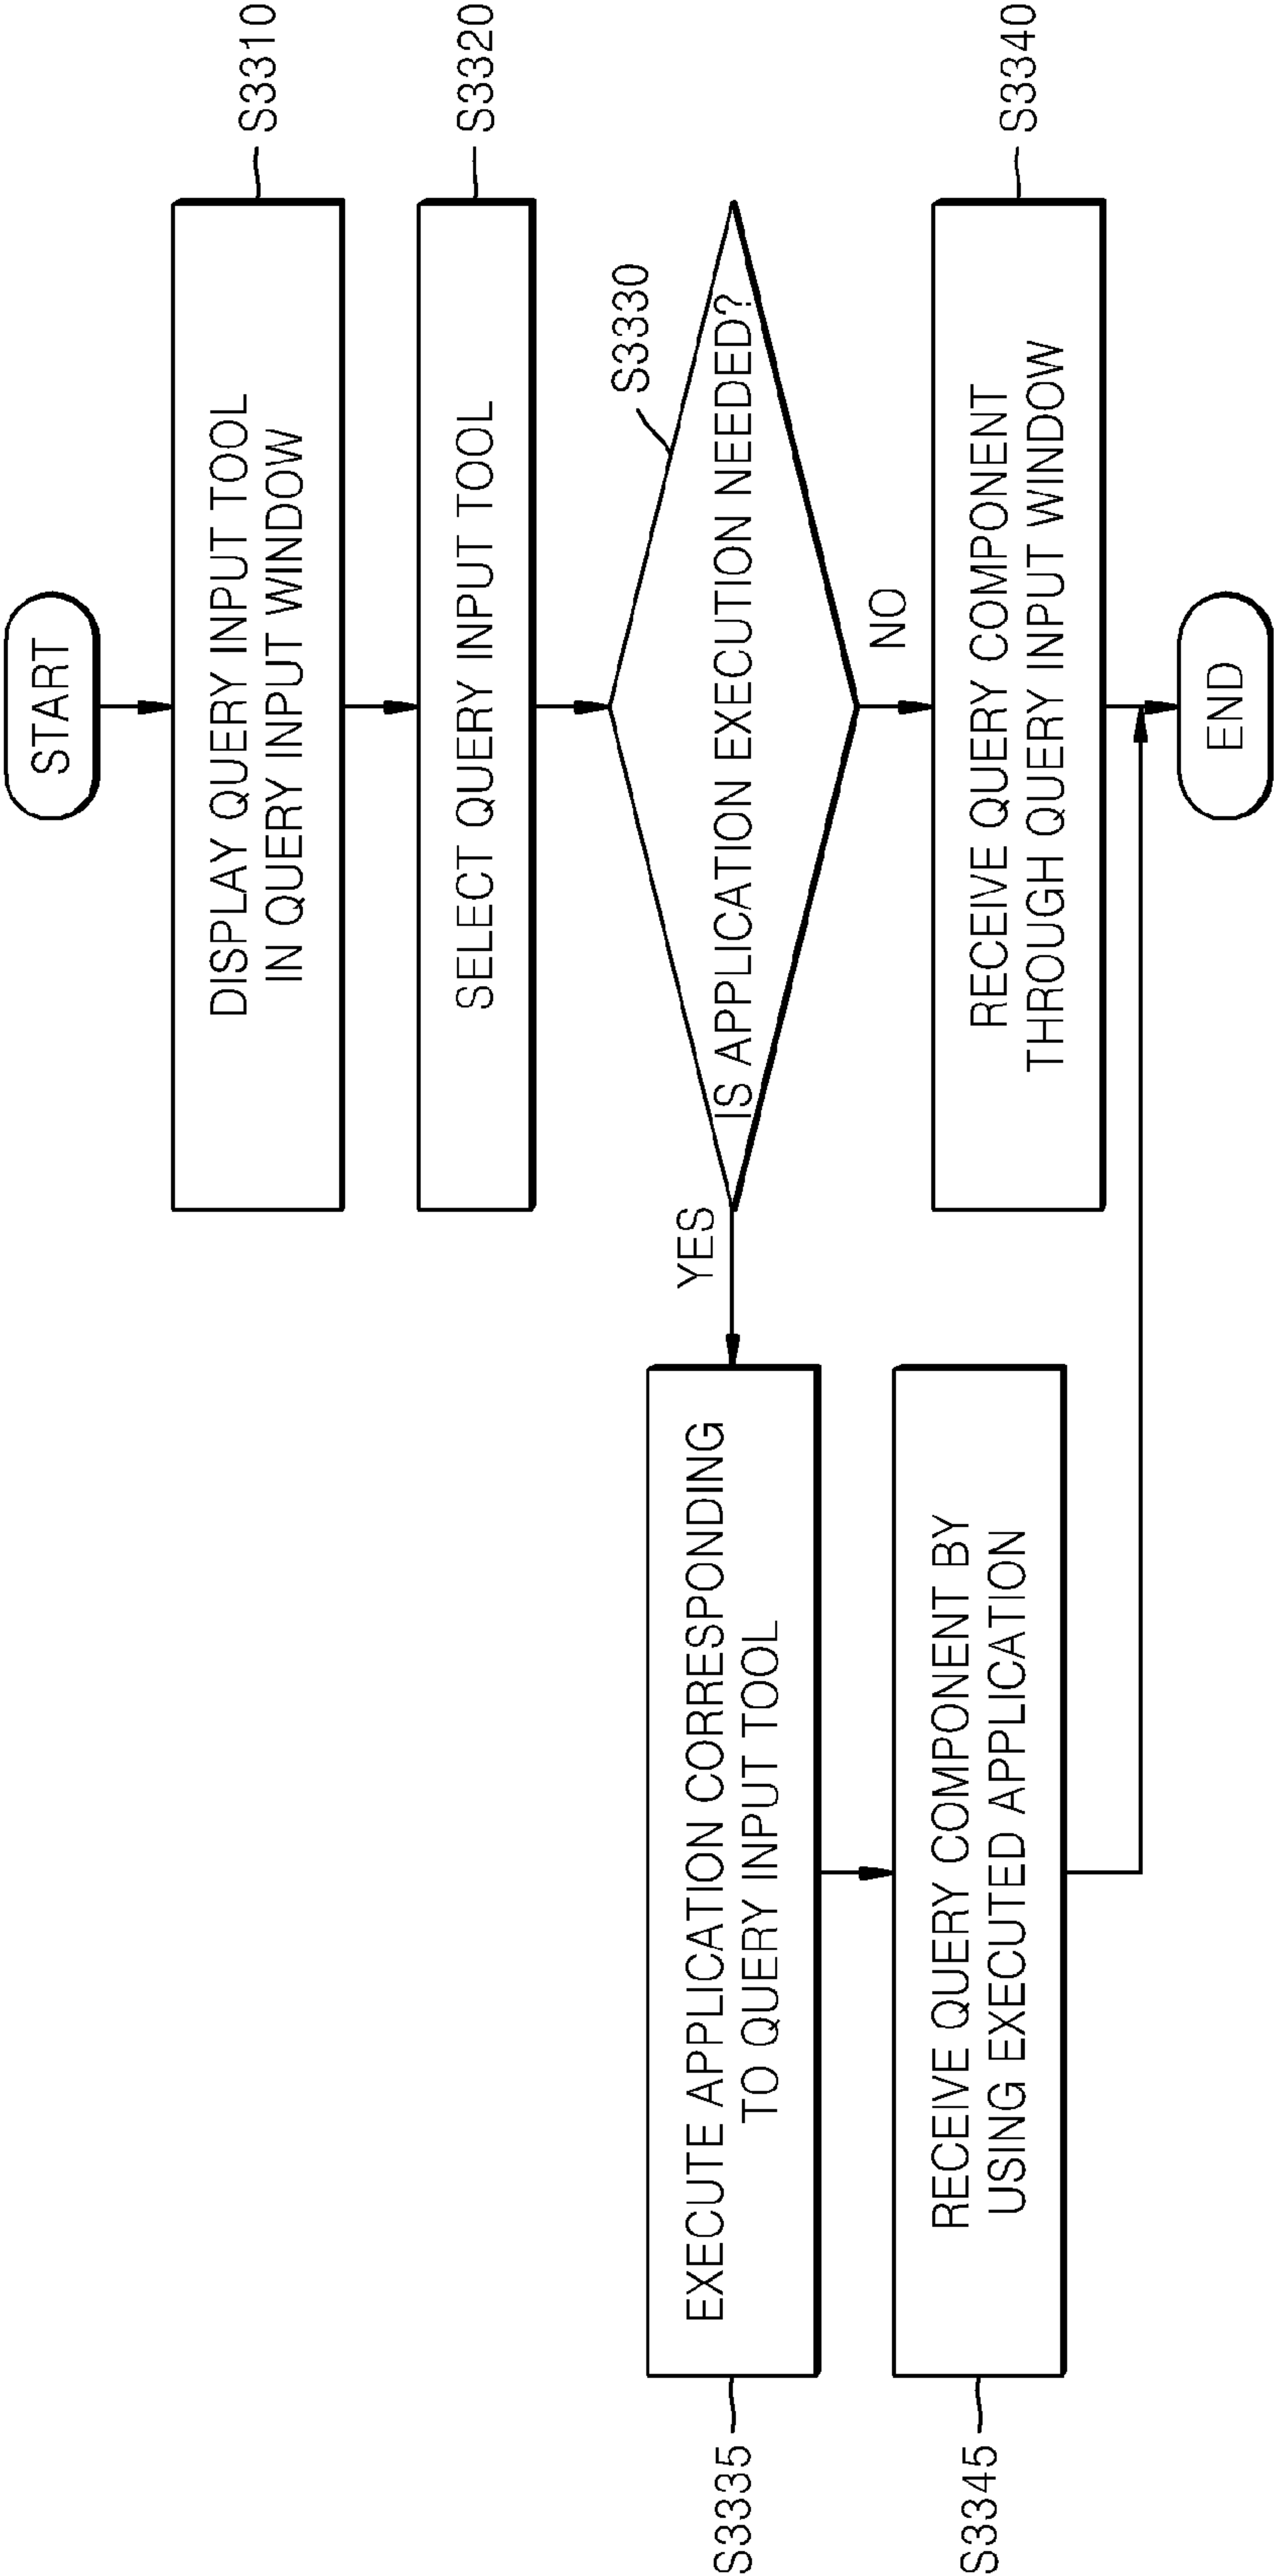 START
DISPLAY QUERY INPUT TOOL
IN QUERY INPUT WINDOW
S3310
SELECT QUERY INPUT TOOL
S3320
IS APPLICATION EXECUTION NEEDED?
S3330
YES
NO
EXECUTE APPLICATION CORRESPONDING
TO QUERY INPUT TOOL
S3335
RECEIVE QUERY COMPONENT BY
USING EXECUTED APPLICATION
S3345
RECEIVE QUERY COMPONENT
THROUGH QUERY INPUT WINDOW
S3340
END